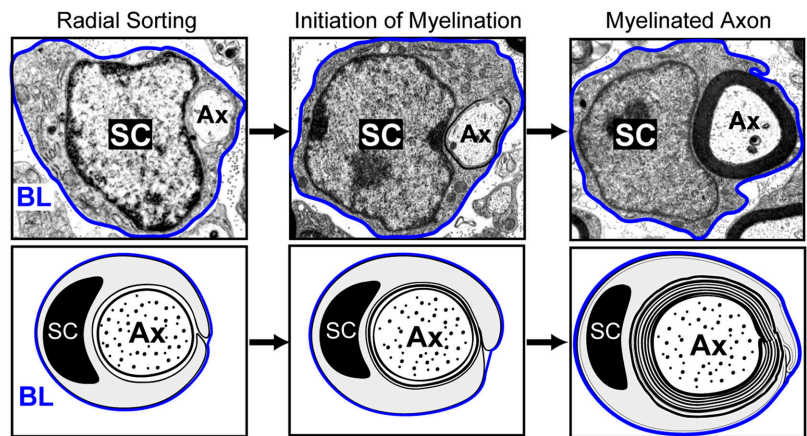 Radial Sorting
Initiation of Myelination
Myelinated Axon
SC
Ax
BL
SC
Ax
SC
Ax
SC
Ax
BL
SC
Ax
SC
Ax